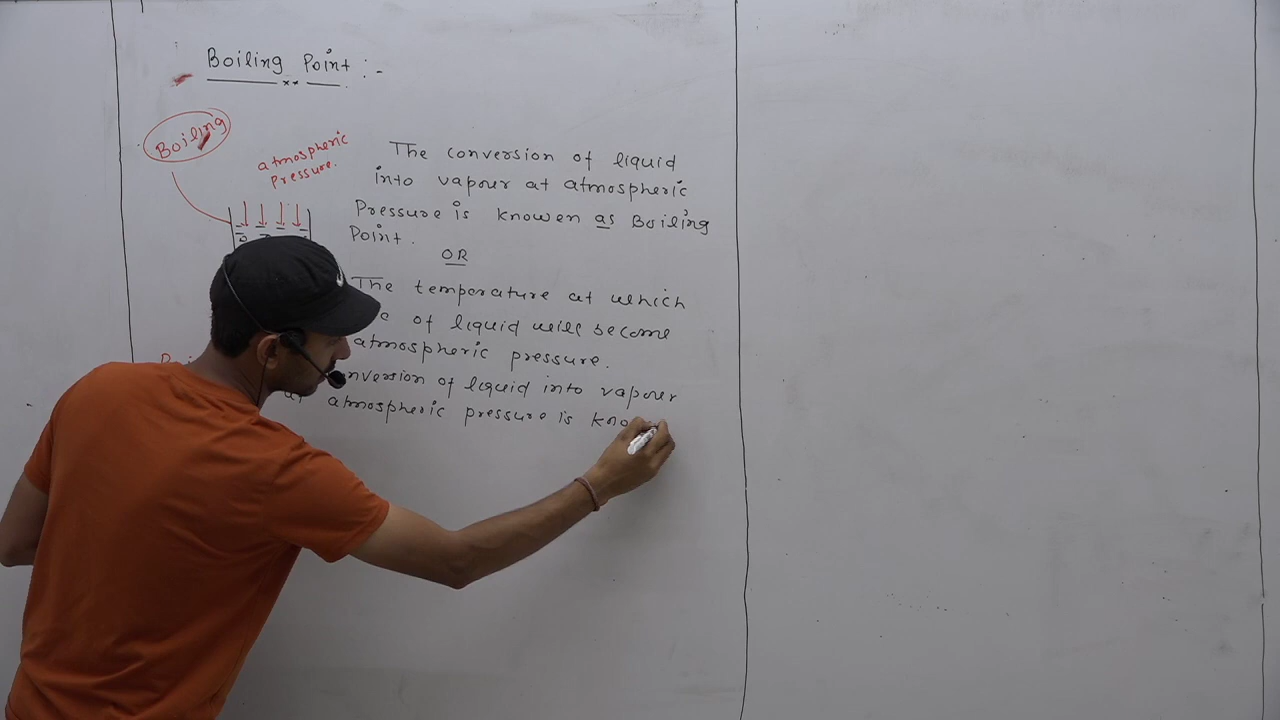 Boiling Point :-
Boiling
atmospheric
Pressure.
The conversion of liquid
into vapour at atmospheric
Pressure is knowen as Boiling
Point.
OR
The temperature at which
of liquid will become
atmospheric pressure.
nversion of liquid into vapour
at atmospheric pressure is kno